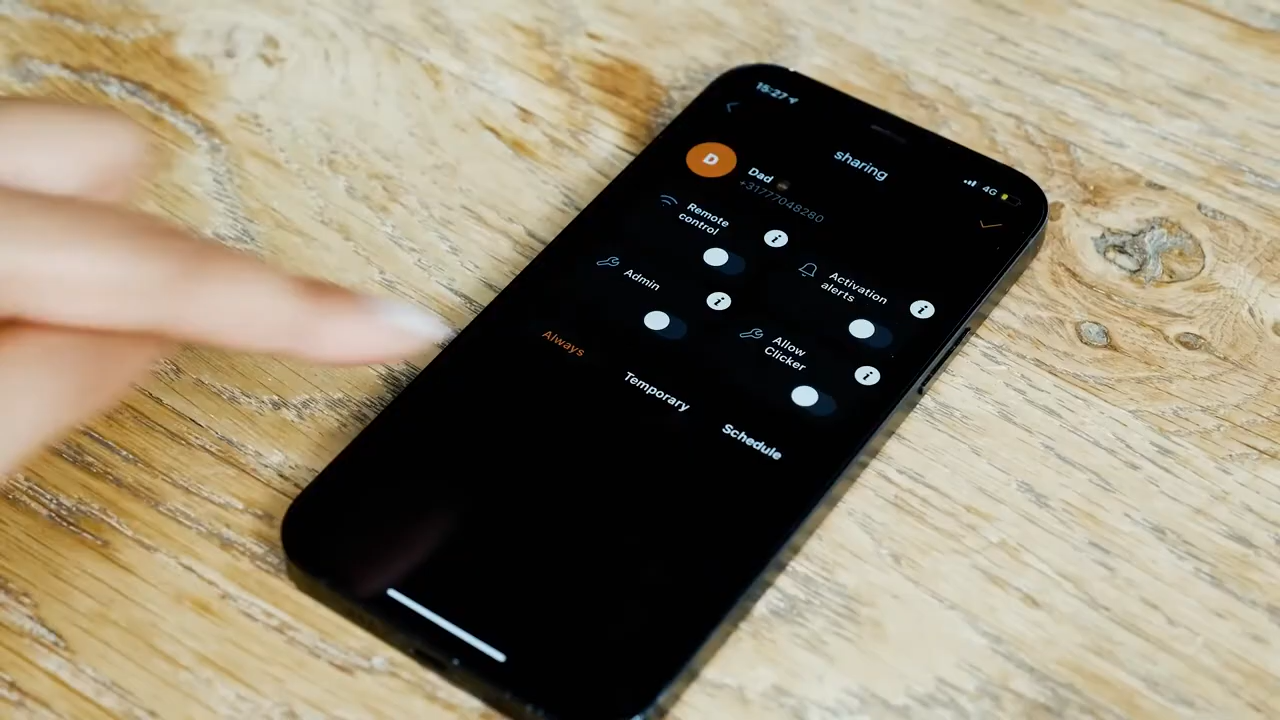 15:27
4G
sharing
D
Dad
+31777048280
Remote
control
i
Activation
alerts
i
Admin
i
Allow
Clicker
i
Always
Temporary
Schedule